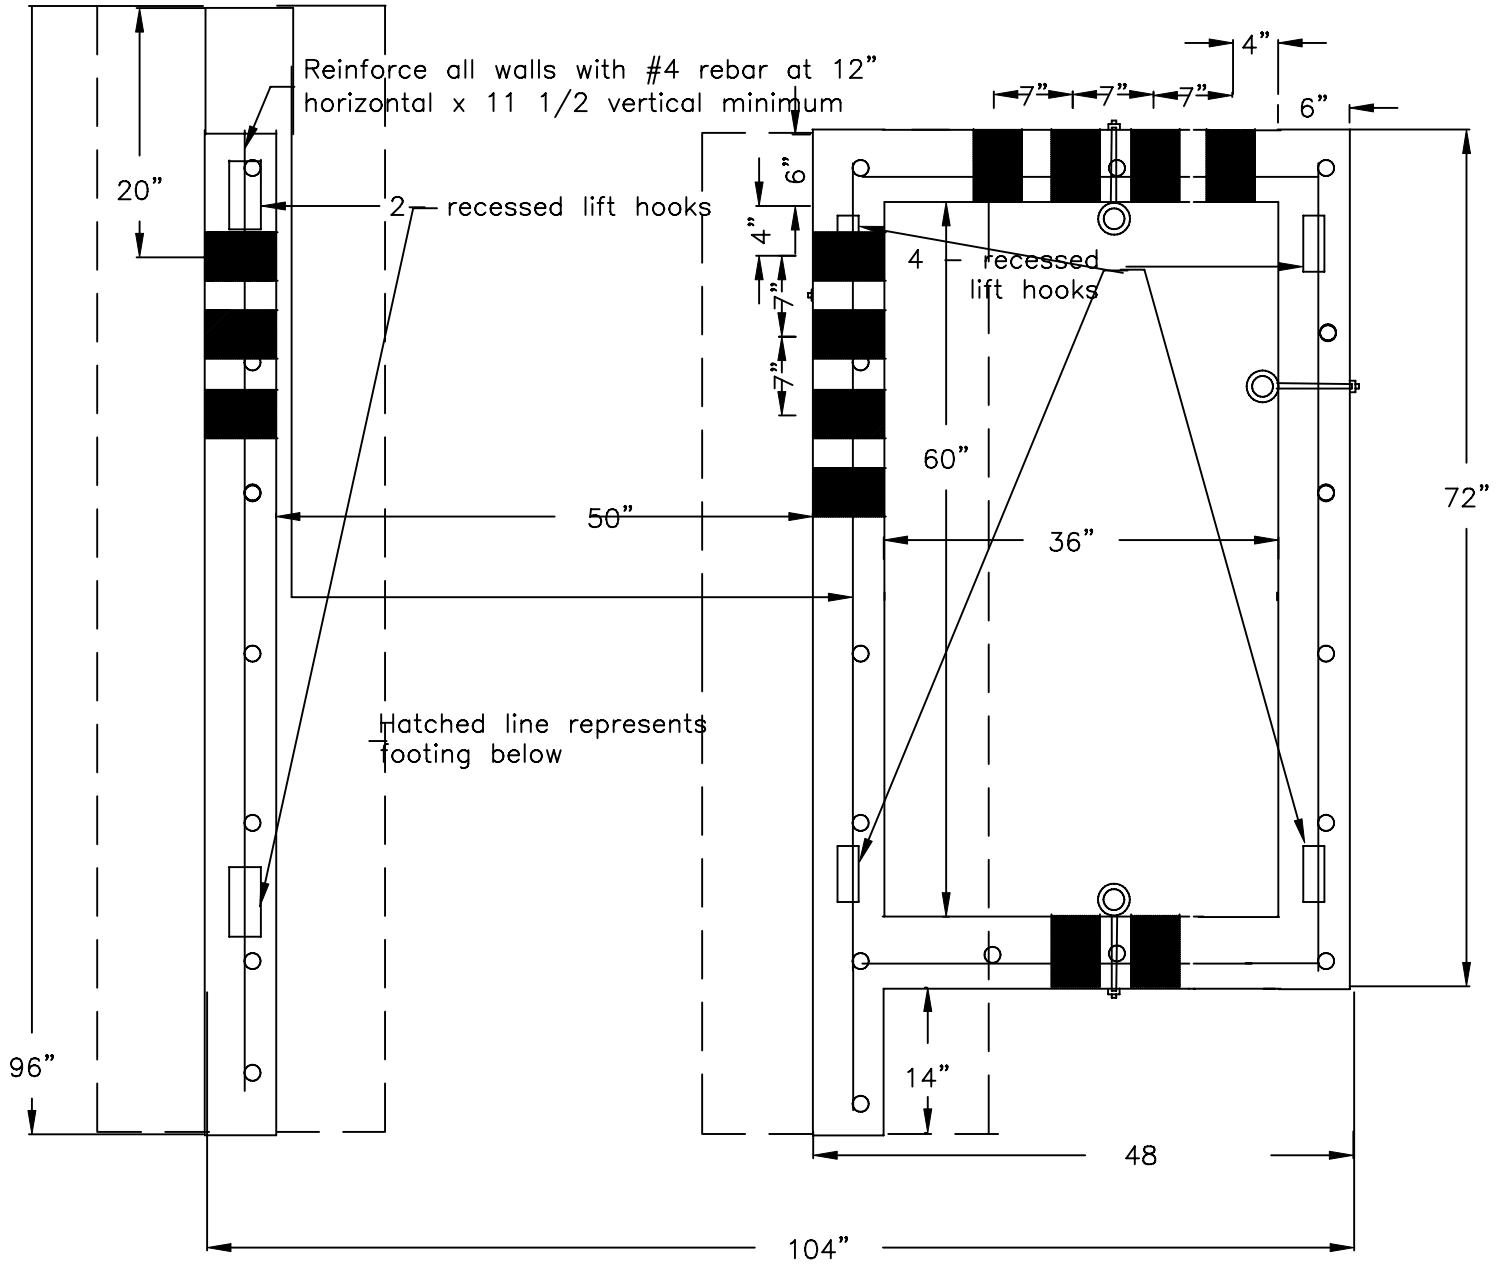 4”
Reinforce all walls with #4 rebar at 12”
horizontal x 11 1/2 vertical minimum
7” 7” 7”
6”
20”
6”
2— recessed lift hooks
4”
4 – recessed
lift hooks
7”
7”
60”
72”
50”
36”
Hatched line represents
footing below
96”
14”
48
104”